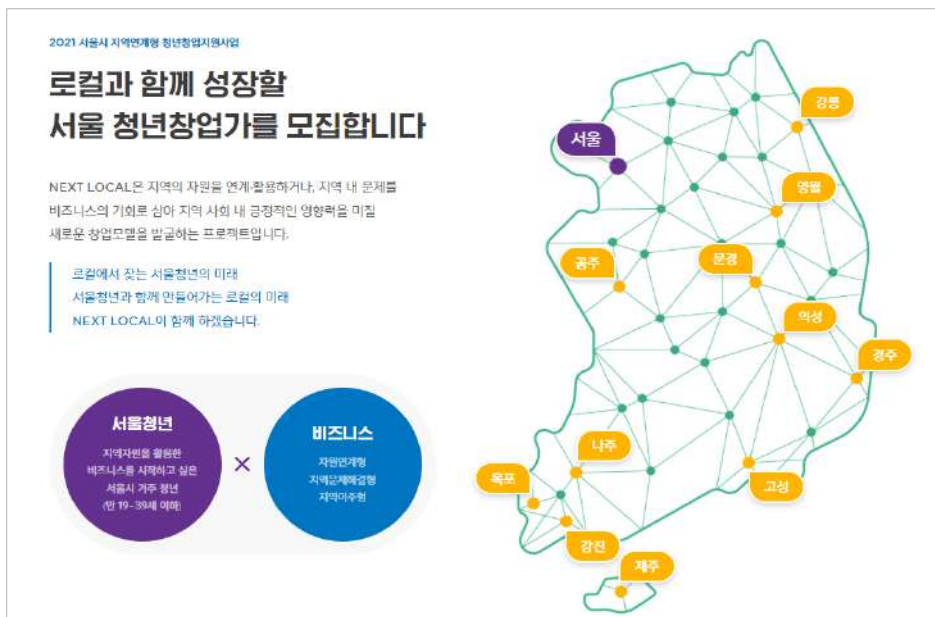 2021 서울시 지역연계형 청년창업지원사업
로컬과 함께 성장할
서울 청년창업가를 모집합니다
NEXT LOCAL은 지역의 자원을 연계·활용하거나, 지역 내 문제를
비즈니스의 기회로 삼아 지역 사회 내 긍정적인 영향력을 미칠
새로운 창업모델을 발굴하는 프로젝트입니다.
로컬에서 찾는 서울청년의 미래
서울청년과 함께 만들어가는 로컬의 미래
NEXT LOCAL이 함께 하겠습니다.
서울청년
지역자원을 활용한
비즈니스를 시작하고 싶은
서울시 거주 청년
(만 19~39세 이하)
×
비즈니스
자원연계형
지역문제해결형
지역이주형
강릉
서울
영월
공주
문경
의성
경주
나주
목포
고성
강진
제주